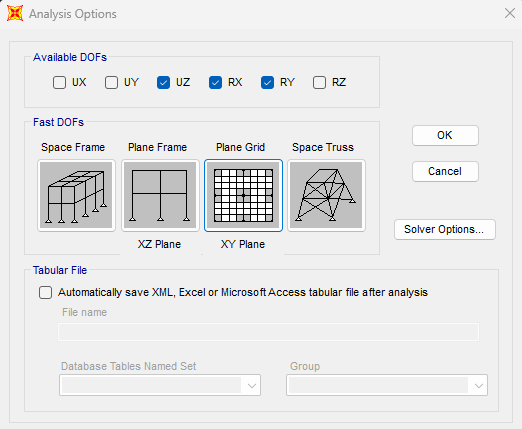 Analysis Options
Available DOFs
UX UY UZ RX RY RZ
Fast DOFs
Space Frame Plane Frame Plane Grid Space Truss
XZ Plane XY Plane
OK
Cancel
Solver Options...
Tabular File
Automatically save XML, Excel or Microsoft Access tabular file after analysis
File name
Database Tables Named Set Group